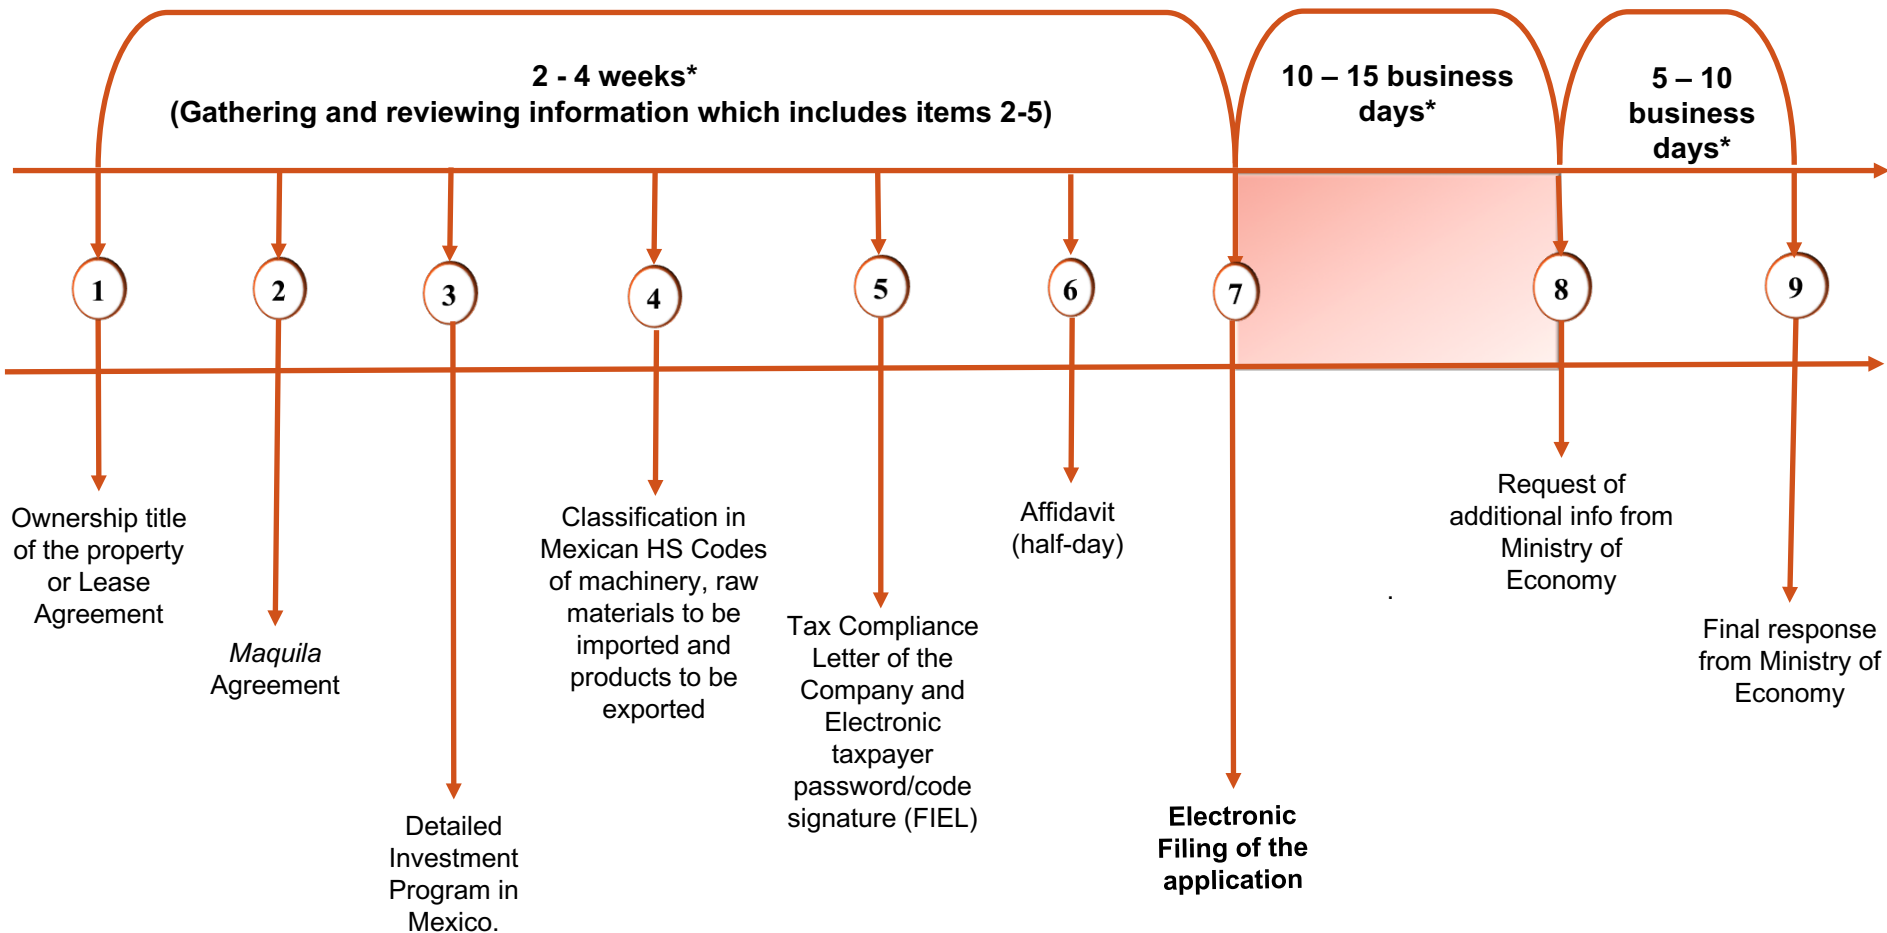 2 - 4 weeks*
(Gathering and reviewing information which includes items 2-5)
10 – 15 business
days*
5 – 10
business
days*
1
2
3
4
5
6
7
8
9
Ownership title
of the property
or Lease
Agreement
Maquila
Agreement
Detailed
Investment
Program in
Mexico.
Classification in
Mexican HS Codes
of machinery, raw
materials to be
imported and
products to be
exported
Tax Compliance
Letter of the
Company and
Electronic
taxpayer
password/code
signature (FIEL)
Affidavit
(half-day)
Electronic
Filing of the
application
.
Request of
additional info from
Ministry of
Economy
Final response
from Ministry of
Economy